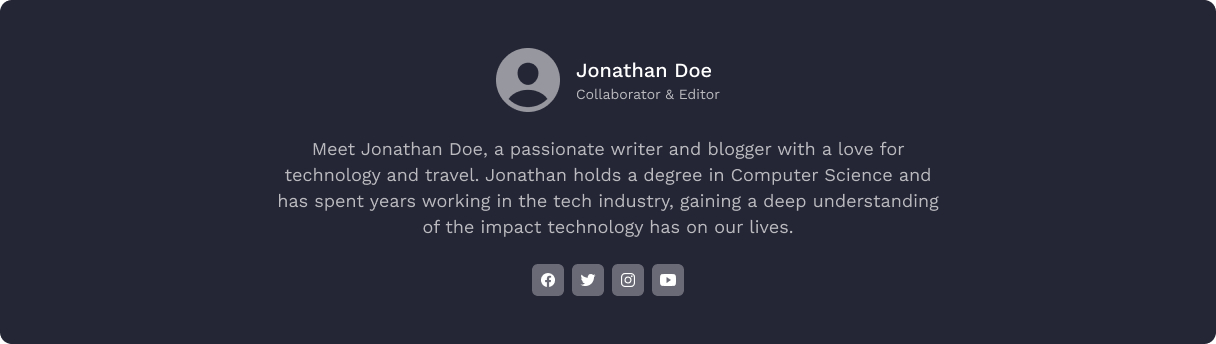 Jonathan Doe
Collaborator & Editor
Meet Jonathan Doe, a passionate writer and blogger with a love for
technology and travel. Jonathan holds a degree in Computer Science and
has spent years working in the tech industry, gaining a deep understanding
of the impact technology has on our lives.